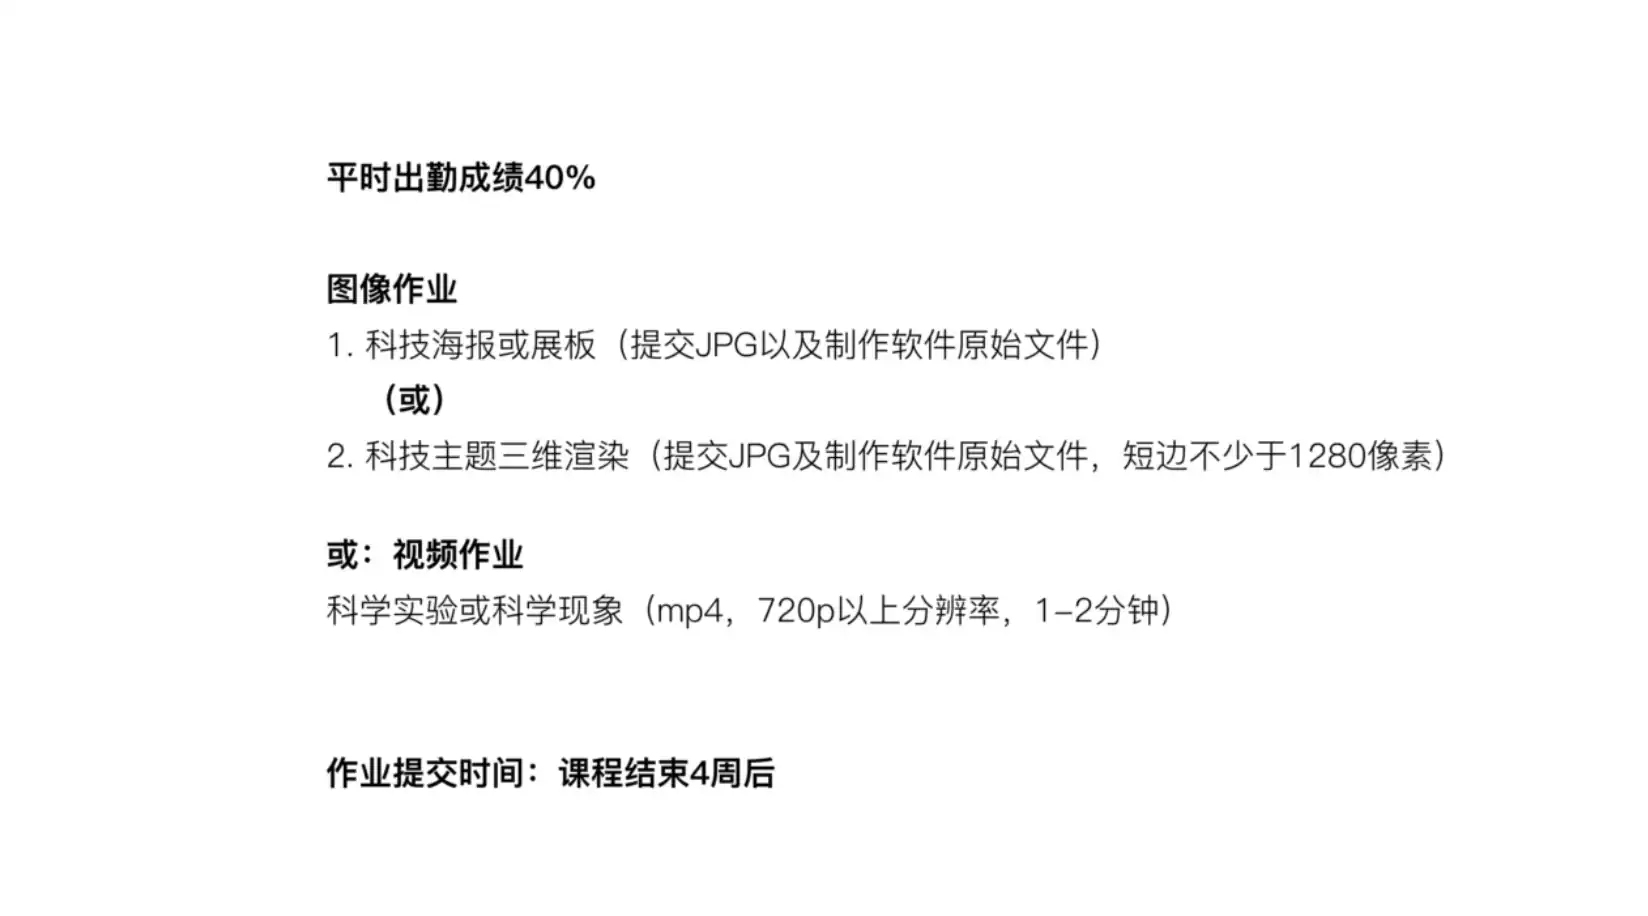 平时出勤成绩40%
图像作业
1. 科技海报或展板（提交JPG以及制作软件原始文件）
（或）
2. 科技主题三维渲染（提交JPG及制作软件原始文件，短边不少于1280像素）
或：视频作业
科学实验或科学现象（mp4，720p以上分辨率，1-2分钟）
作业提交时间：课程结束4周后